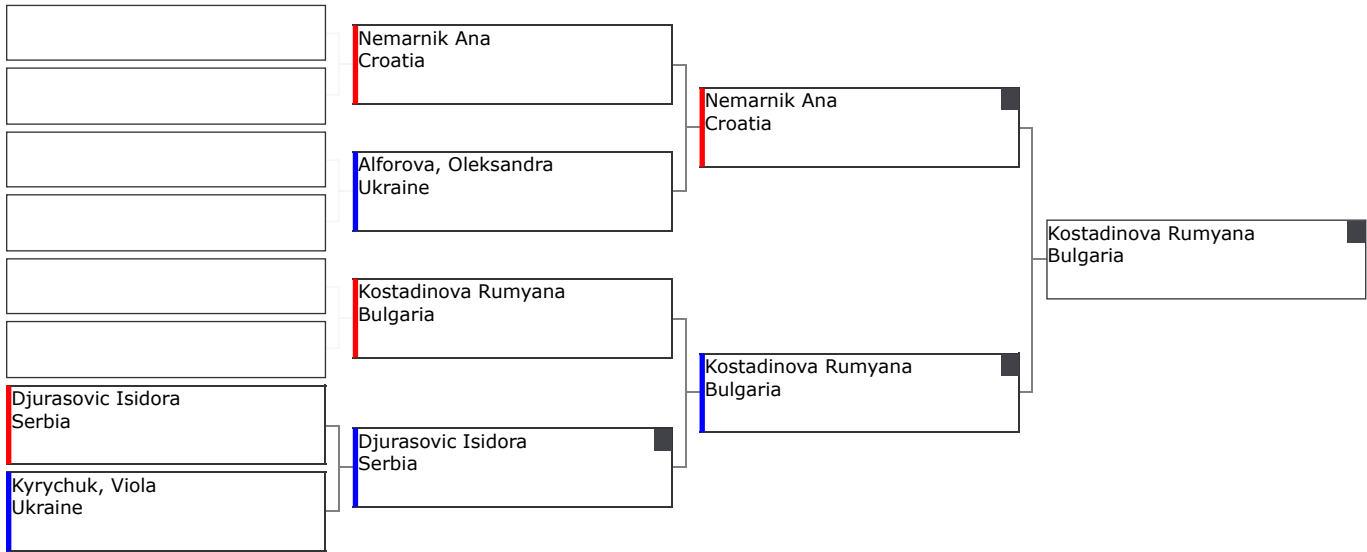 Nemarnik Ana
Croatia
Alforova, Oleksandra
Ukraine
Kostadinova Rumyana
Bulgaria
Djurasovic Isidora
Serbia
Kyrychuk, Viola
Ukraine
Djurasovic Isidora
Serbia
Nemarnik Ana
Croatia
Kostadinova Rumyana
Bulgaria
Kostadinova Rumyana
Bulgaria